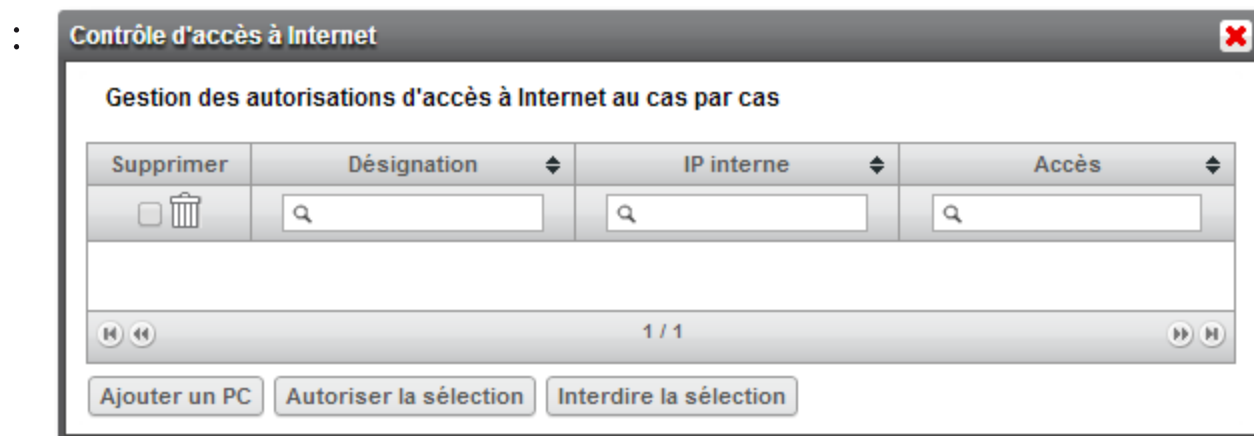 :
Contrôle d'accès à Internet
Gestion des autorisations d'accès à Internet au cas par cas
Supprimer Désignation IP interne Accès
1 / 1
Ajouter un PC Autoriser la sélection Interdire la sélection